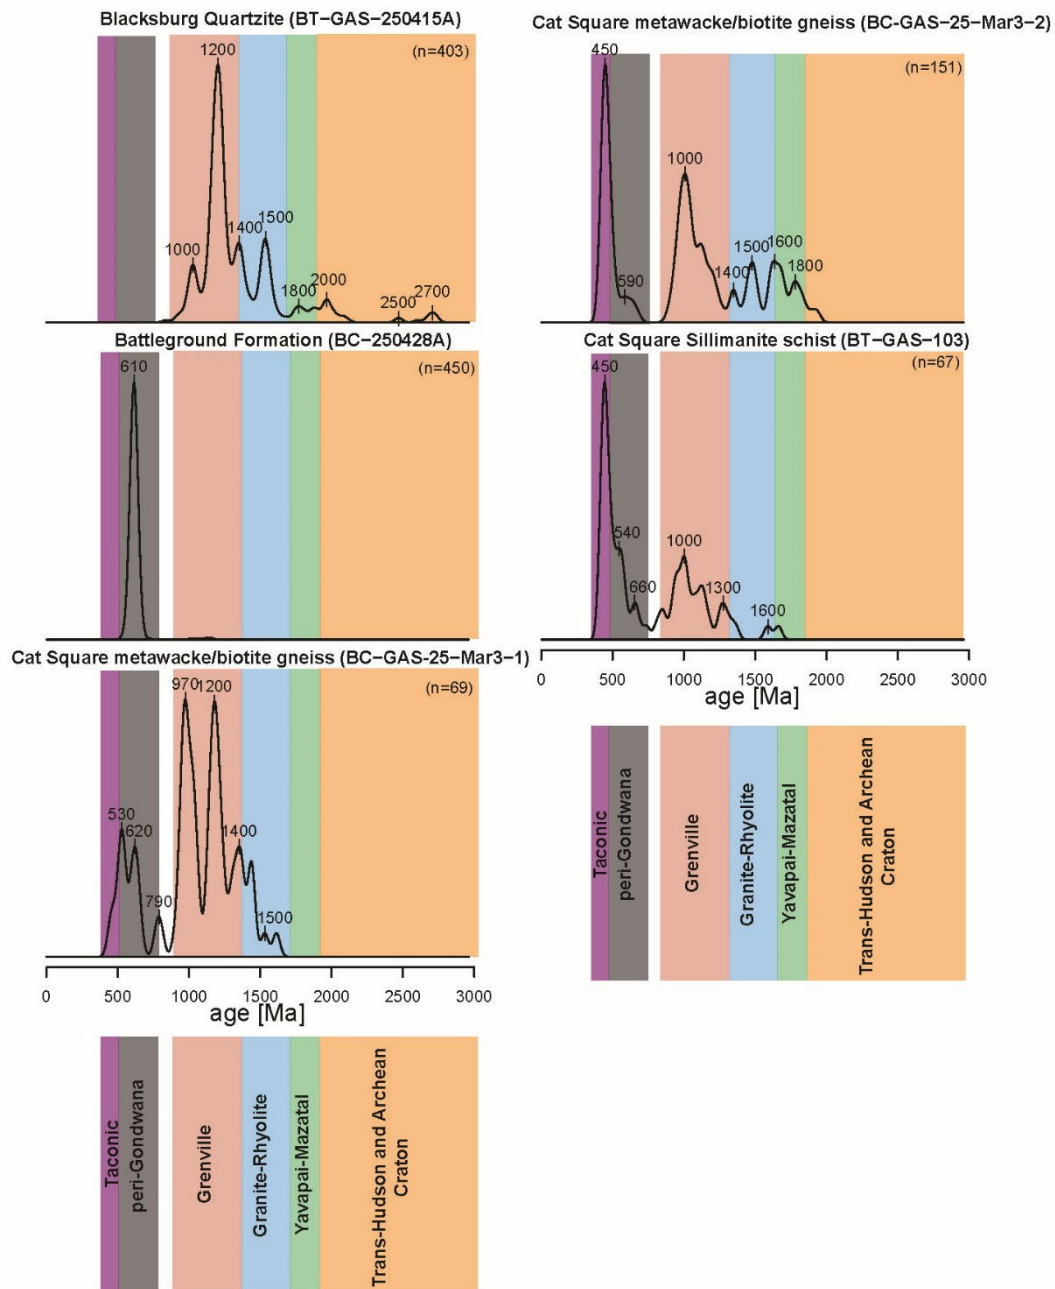 Blacksburg Quartzite (BT−GAS−250415A)
(n=403)
1200
1000
1400
1500
1800
2000
2500
2700
Battleground Formation (BC−250428A)
(n=450)
610
Cat Square metawacke/biotite gneiss (BC−GAS-25−Mar3−1)
(n=69)
970
1200
530
620
790
1400
1500
0 500 1000 1500 2000 2500 3000
age [Ma]
Taconic
peri-Gondwana
Grenville
Granite-Rhyolite
Yavapai-Mazatal
Trans-Hudson and Archean
Craton
Cat Square metawacke/biotite gneiss (BC-GAS−25−Mar3−2)
(n=151)
450
590
1000
1400
1500
1600
1800
Cat Square Sillimanite schist (BT−GAS−103)
(n=67)
450
540
660
1000
1300
1600
0 500 1000 1500 2000 2500 3000
age [Ma]
Taconic
peri-Gondwana
Grenville
Granite-Rhyolite
Yavapai-Mazatal
Trans-Hudson and Archean
Craton